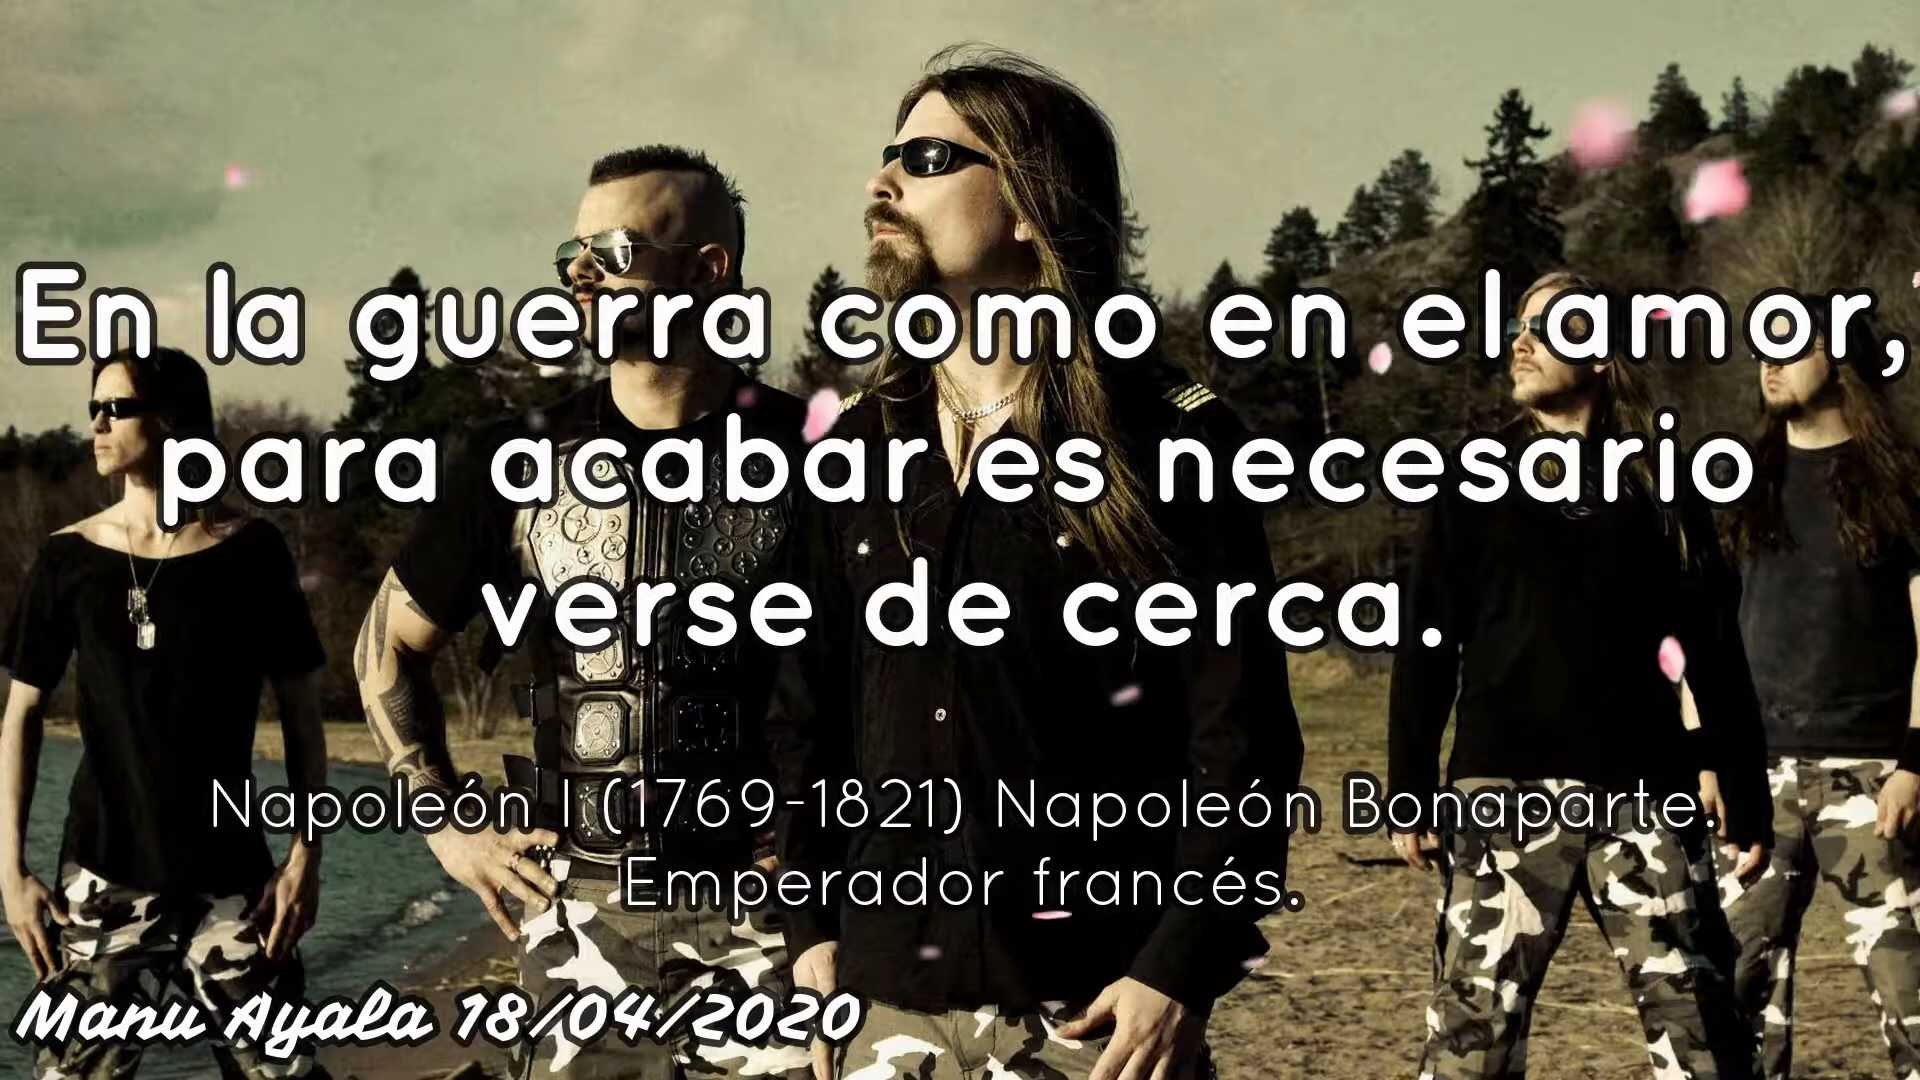 En la guerra como en el amor,
para acabar es necesario
verse de cerca.
Napoleón I (1769-1821) Napoleón Bonaparte.
Emperador francés.
Manu Ayala 18/04/2020